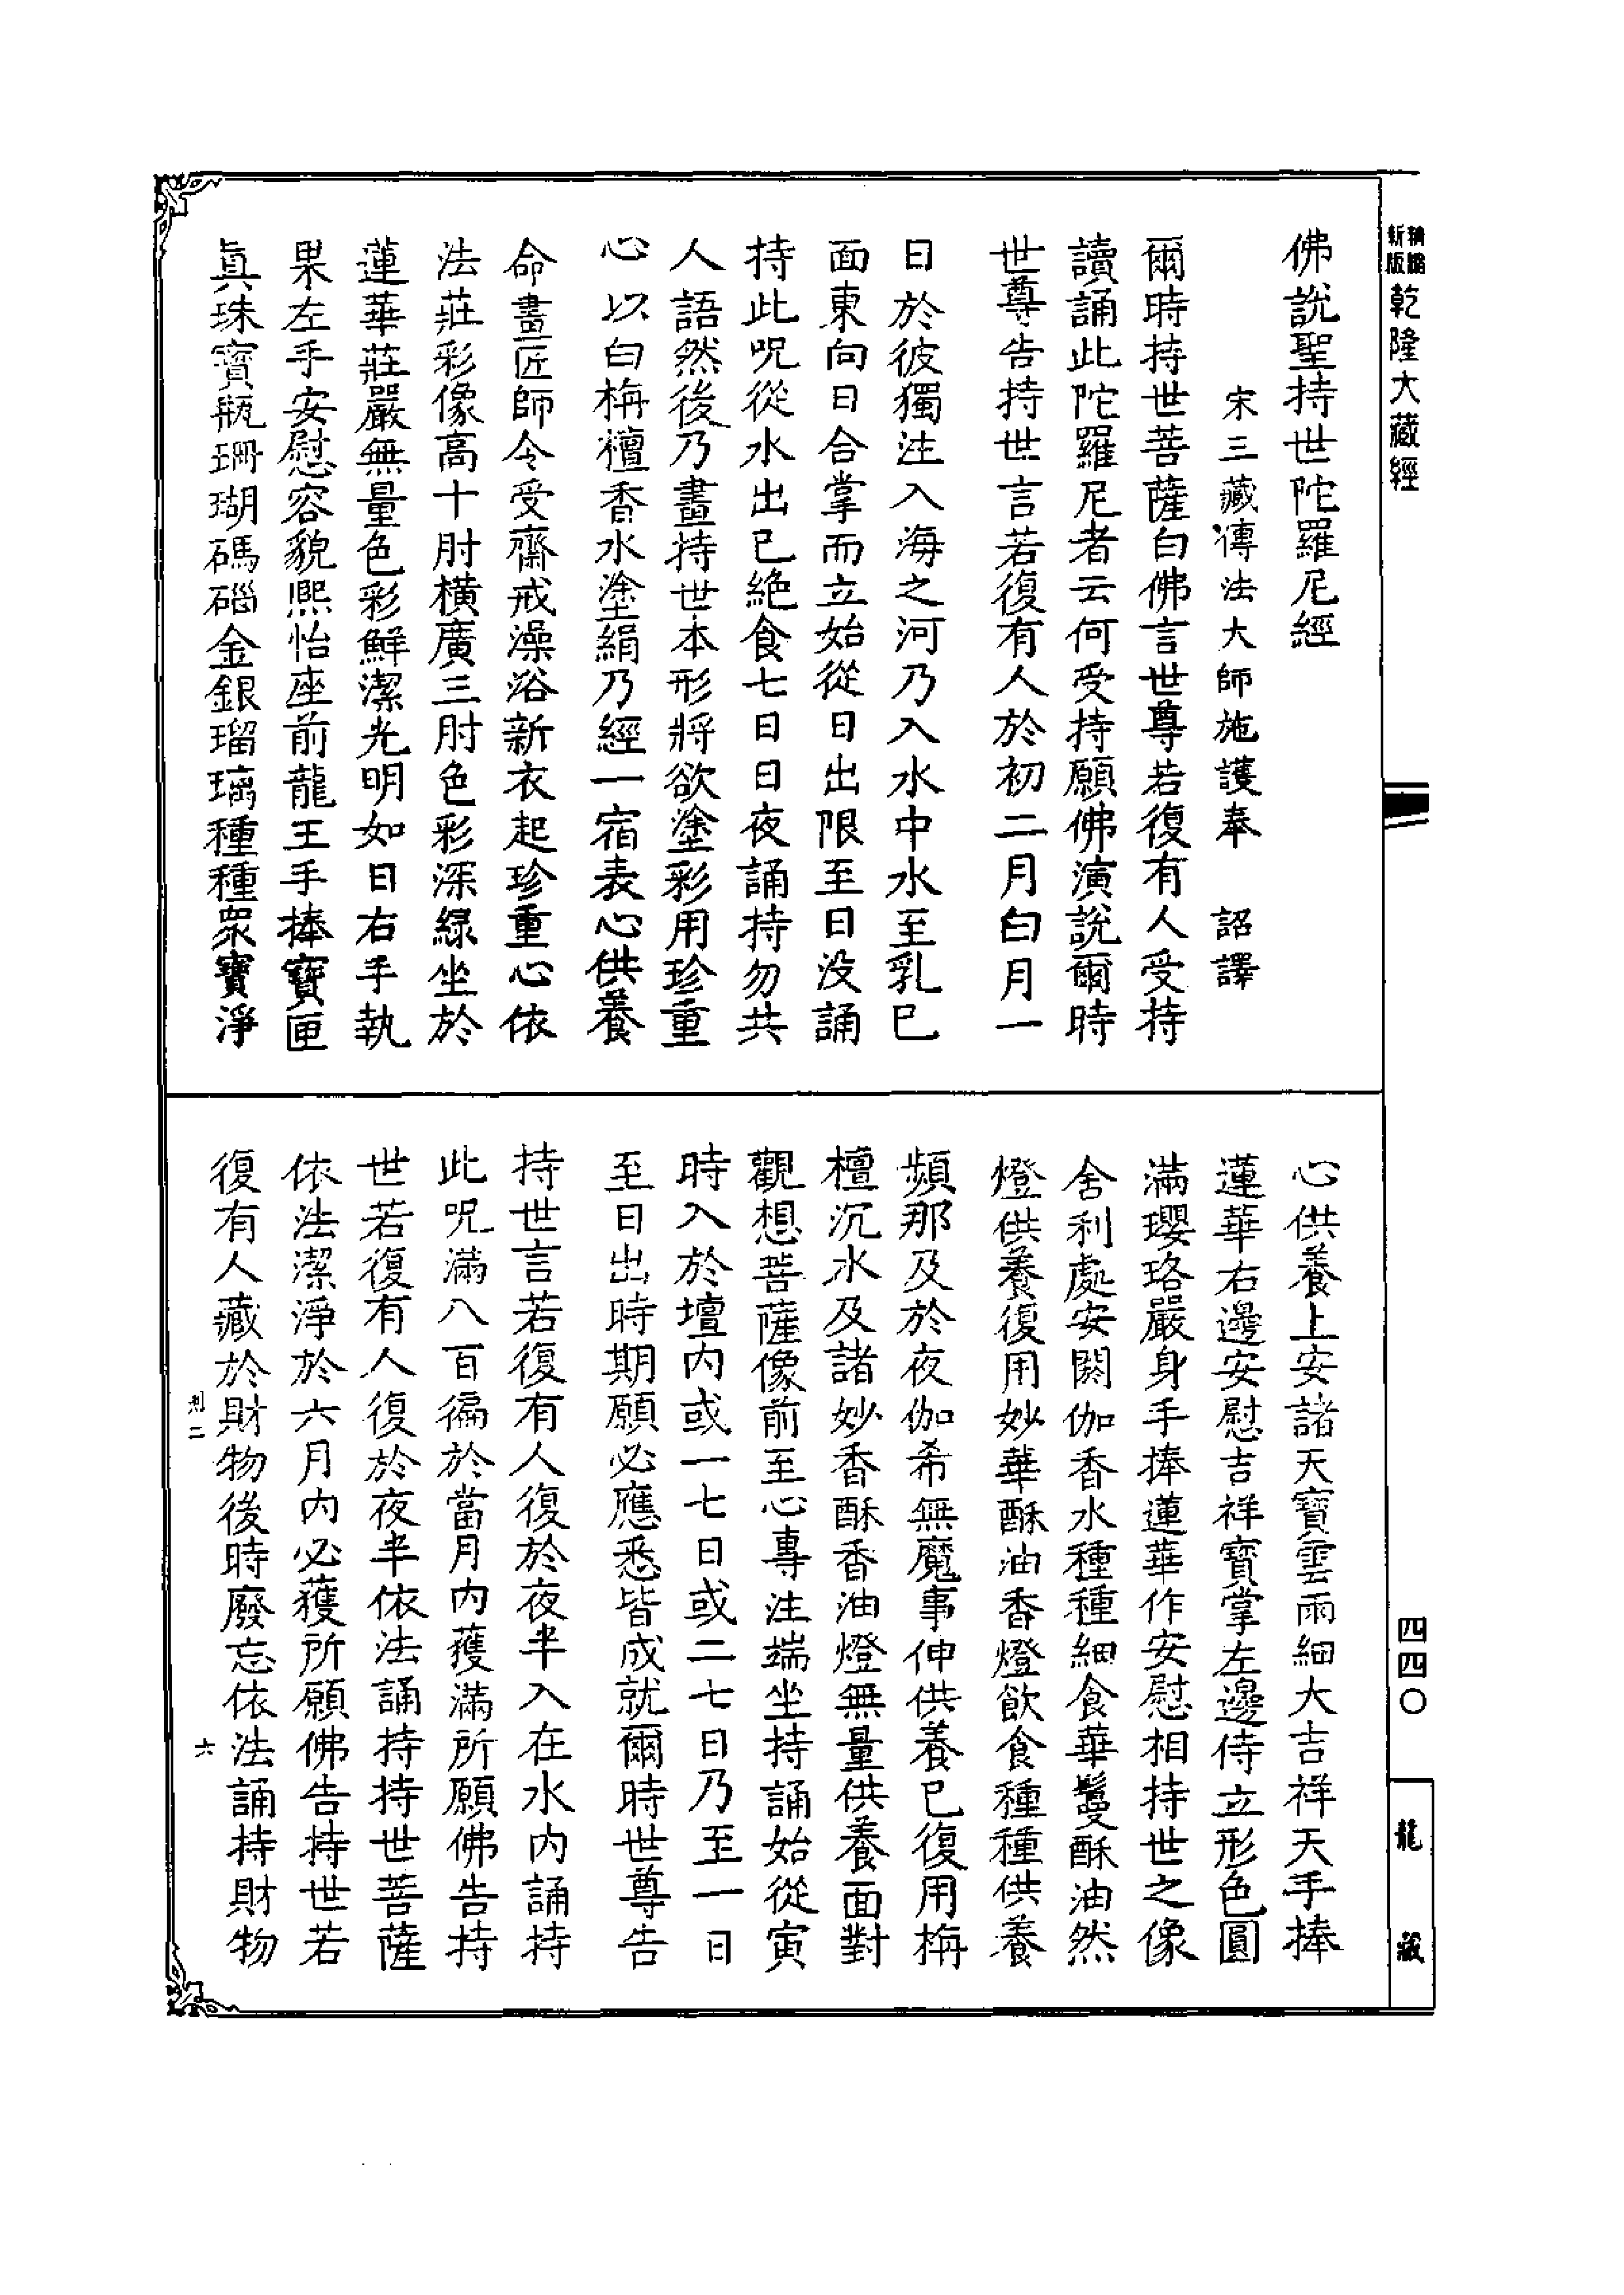 新版
乾隆大藏經
佛說聖持世陀羅尼經
宋三藏傳法大師施護奉　詔譯
爾時持世菩薩白佛言世尊若復有人受持
讀誦此陀羅尼者云何受持願佛演說爾時
世尊告持世言若復有人於初二月白月一
日於彼獨注入海之河乃入水中水至乳已
面東向日合掌而立始從日出限至日没誦
持此呪從水出已絶食七日日夜誦持勿共
人語然後乃畫持世本形將欲塗彩用珍重
心以白栴檀香水塗絹乃經一宿表心供養
命畫匠師令受齋戒澡浴新衣起珍重心依
法莊彩像高十肘橫廣三肘色彩深綠坐於
蓮華莊嚴無量色彩鮮潔光明如日右手執
果左手安慰容貌熙怡座前龍王手捧寶匣
真珠寶瓶珊瑚碼碯金銀瑠璃種種眾寶淨
心供養上安諸天寶雲雨細大吉祥天手捧
蓮華右邊安慰吉祥寶掌左邊侍立形色圓
滿瓔珞嚴身手捧蓮華作安慰相持世之像
舍利處安閼伽香水種種細食華鬘酥油然
燈供養復用妙華酥油香燈飲食種種供養
頻那及於夜伽希無魔事伸供養已復用栴
檀沉水及諸妙香酥香油燈無量供養面對
觀想菩薩像前至心專注端坐持誦始從寅
時入於壇内或一七日或二七日乃至一日
至日出時期願必應悉皆成就爾時世尊告
持世言若復有人復於夜半入在水内誦持
此呪滿八百徧於當月内獲滿所願佛告持
世若復有人復於夜半依法誦持持世菩薩
依法潔淨於六月内必獲所願佛告持世若
復有人藏於財物後時廢忘依法誦持財物
四四〇
龍藏
二
六